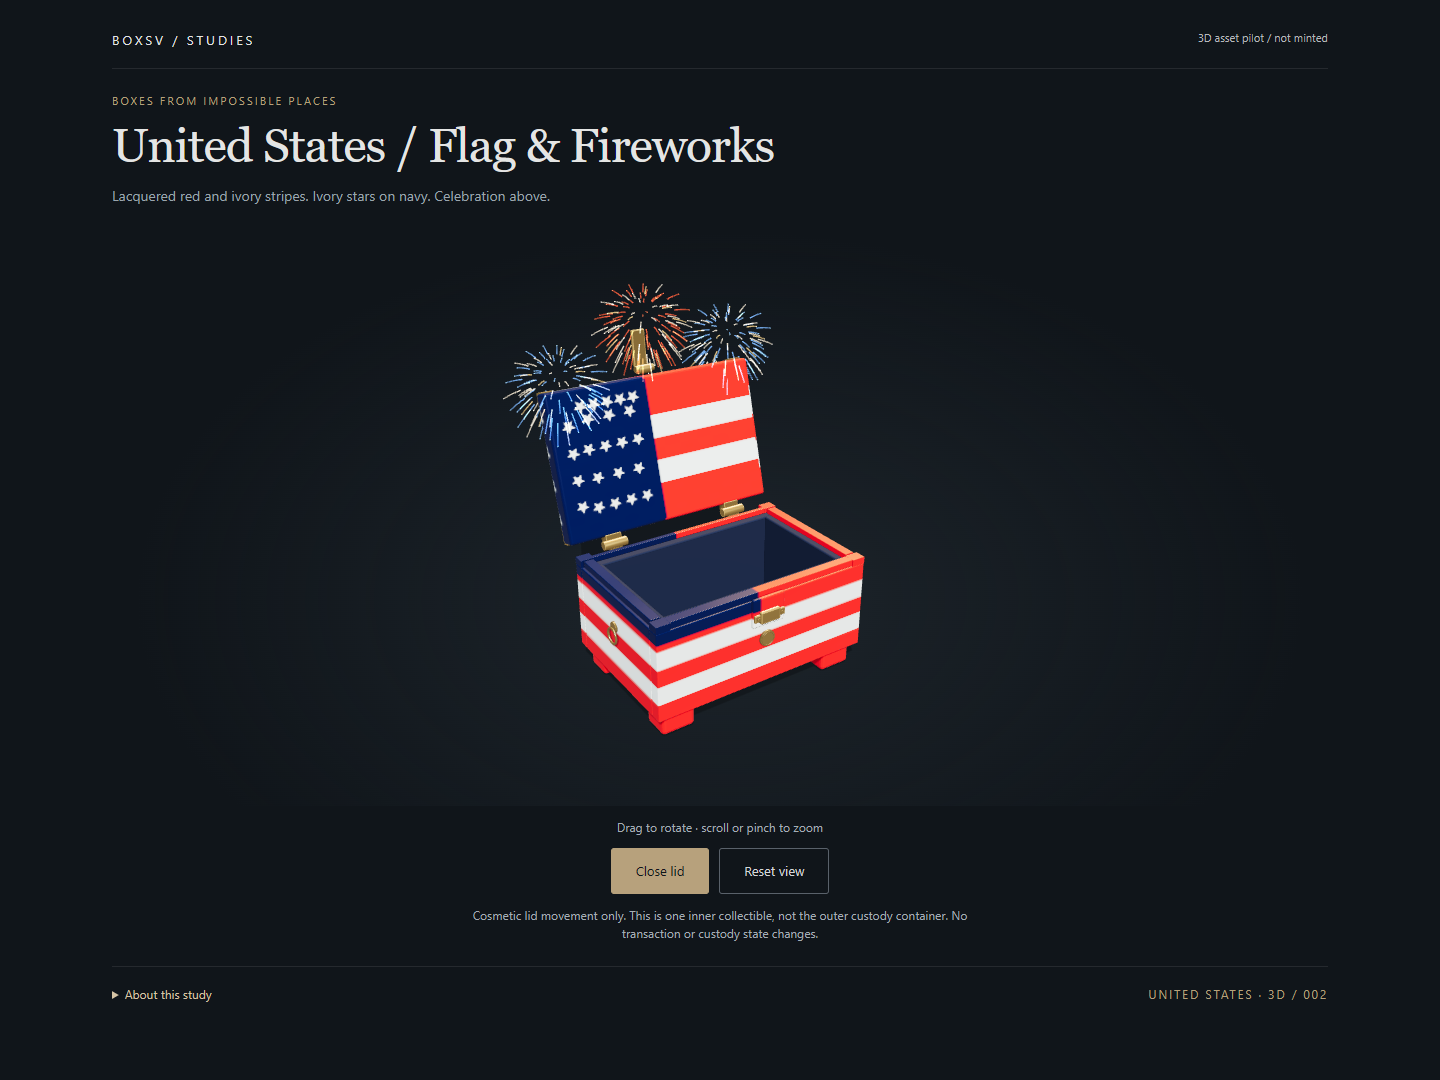 BOXSV / STUDIES
3D asset pilot / not minted
BOXES FROM IMPOSSIBLE PLACES
United States / Flag & Fireworks
Lacquered red and ivory stripes. Ivory stars on navy. Celebration above.
Drag to rotate · scroll or pinch to zoom
Close lid
Reset view
Cosmetic lid movement only. This is one inner collectible, not the outer custody container. No
transaction or custody state changes.
About this study
UNITED STATES · 3D / 002